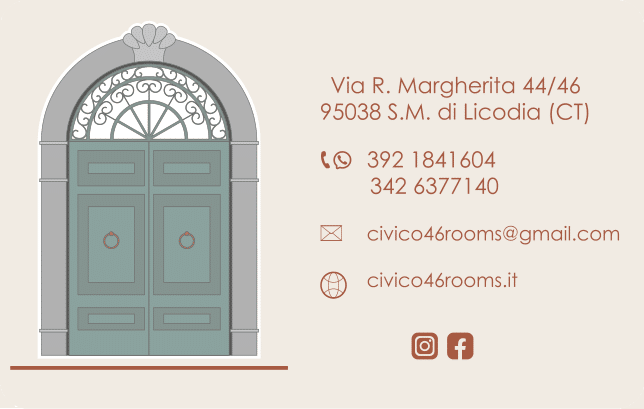 Via R. Margherita 44/46
95038 S.M. di Licodia (CT)
392 1841604
342 6377140
civico46rooms@gmail.com
civico46rooms.it